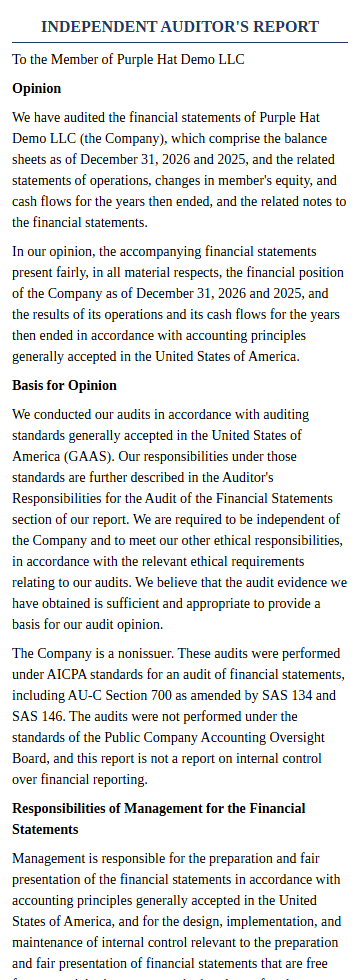 INDEPENDENT AUDITOR'S REPORT
To the Member of Purple Hat Demo LLC
Opinion
We have audited the financial statements of Purple Hat
Demo LLC (the Company), which comprise the balance
sheets as of December 31, 2026 and 2025, and the related
statements of operations, changes in member's equity, and
cash flows for the years then ended, and the related notes to
the financial statements.
In our opinion, the accompanying financial statements
present fairly, in all material respects, the financial position
of the Company as of December 31, 2026 and 2025, and
the results of its operations and its cash flows for the years
then ended in accordance with accounting principles
generally accepted in the United States of America.
Basis for Opinion
We conducted our audits in accordance with auditing
standards generally accepted in the United States of
America (GAAS). Our responsibilities under those
standards are further described in the Auditor's
Responsibilities for the Audit of the Financial Statements
section of our report. We are required to be independent of
the Company and to meet our other ethical responsibilities,
in accordance with the relevant ethical requirements
relating to our audits. We believe that the audit evidence we
have obtained is sufficient and appropriate to provide a
basis for our audit opinion.
The Company is a nonissuer. These audits were performed
under AICPA standards for an audit of financial statements,
including AU-C Section 700 as amended by SAS 134 and
SAS 146. The audits were not performed under the
standards of the Public Company Accounting Oversight
Board, and this report is not a report on internal control
over financial reporting.
Responsibilities of Management for the Financial
Statements
Management is responsible for the preparation and fair
presentation of the financial statements in accordance with
accounting principles generally accepted in the United
States of America, and for the design, implementation, and
maintenance of internal control relevant to the preparation
and fair presentation of financial statements that are free